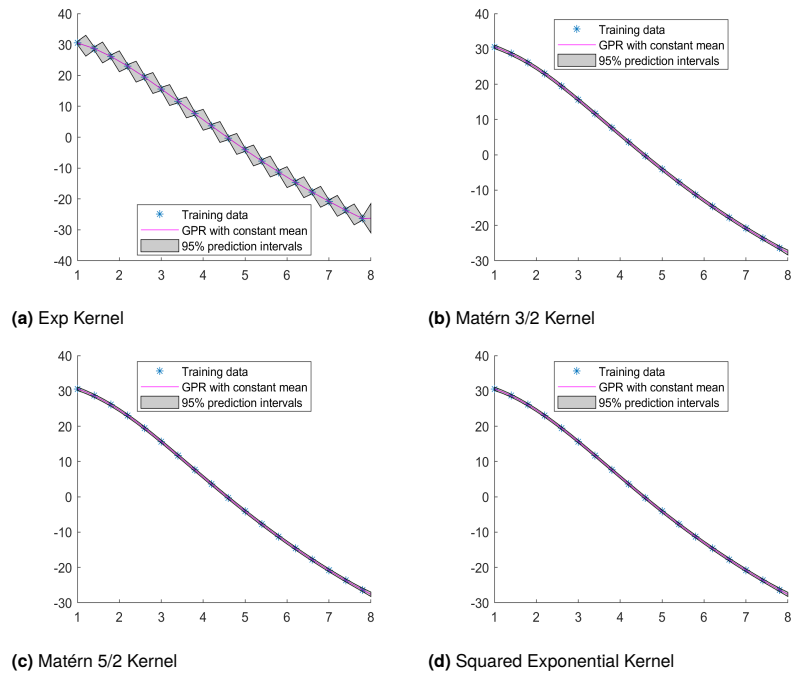 40
30
20
10
0
-10
-20
-30
-40
1 2 3 4 5 6 7 8
Training data
GPR with constant mean
95% prediction intervals
(a) Exp Kernel
40
30
20
10
0
-10
-20
-30
1 2 3 4 5 6 7 8
Training data
GPR with constant mean
95% prediction intervals
(b) Matérn 3/2 Kernel
40
30
20
10
0
-10
-20
-30
1 2 3 4 5 6 7 8
Training data
GPR with constant mean
95% prediction intervals
(c) Matérn 5/2 Kernel
40
30
20
10
0
-10
-20
-30
1 2 3 4 5 6 7 8
Training data
GPR with constant mean
95% prediction intervals
(d) Squared Exponential Kernel